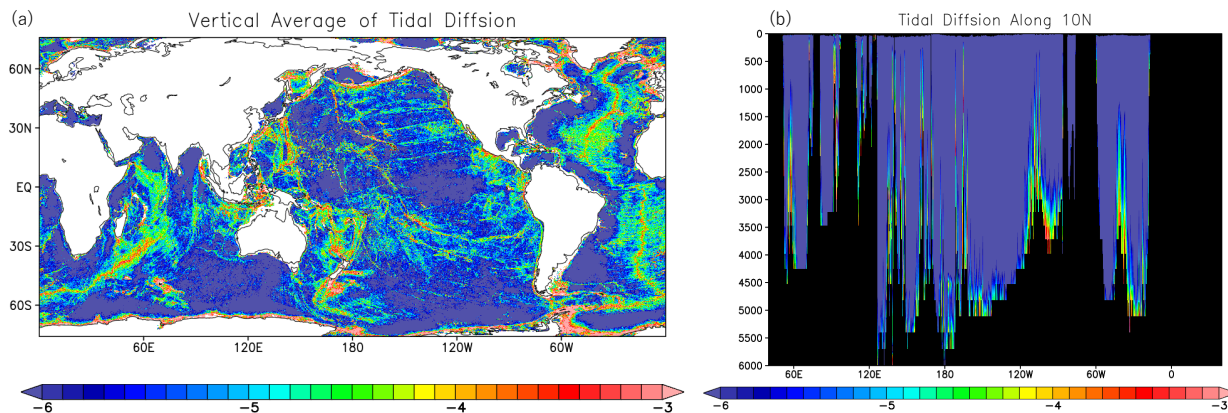 (a)
Vertical Average of Tidal Diffsion
60N
30N
EQ
30S
60S
60E 120E 180 120W 60W
−6 −5 −4 −3
(b)
Tidal Diffsion Along 10N
0
500
1000
1500
2000
2500
3000
3500
4000
4500
5000
5500
6000
60E 120E 180 120W 60W 0
−6 −5 −4 −3